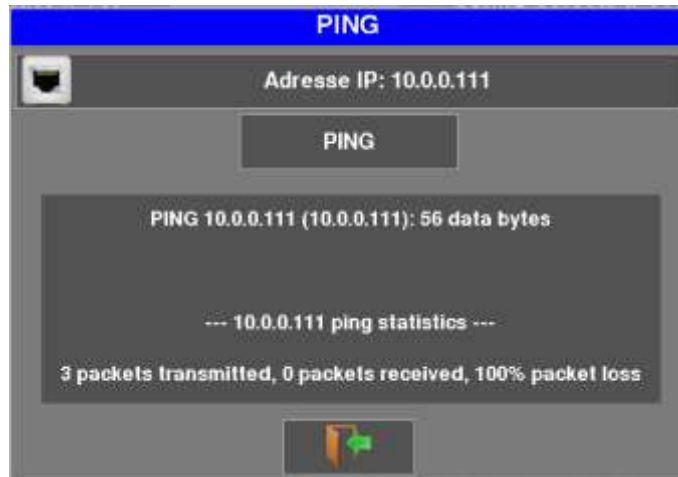 PING
Adresse IP: 10.0.0.111
PING
PING 10.0.0.111 (10.0.0.111): 56 data bytes
--- 10.0.0.111 ping statistics ---
3 packets transmitted, 0 packets received, 100% packet loss